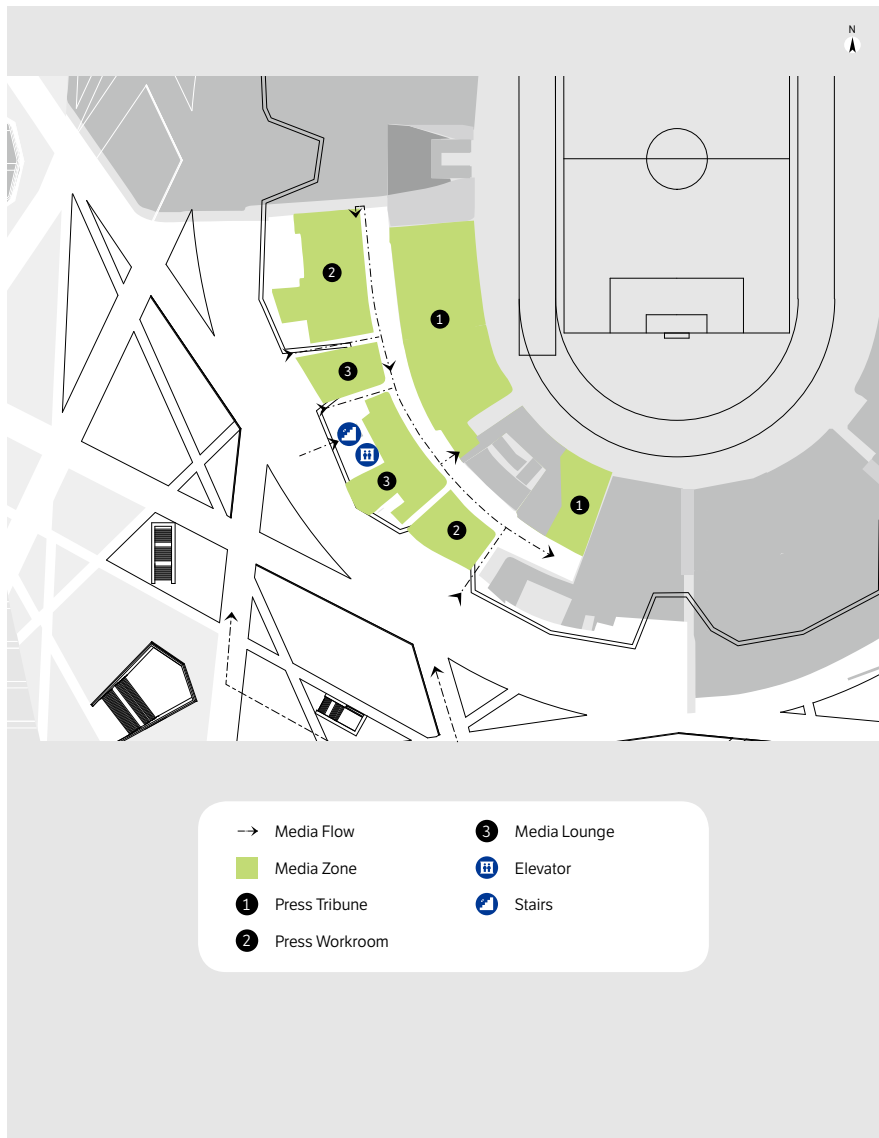 N
2
1
3
3
1
2
Media Flow
Media Zone
1 Press Tribune
2 Press Workroom
3 Media Lounge
Elevator
Stairs